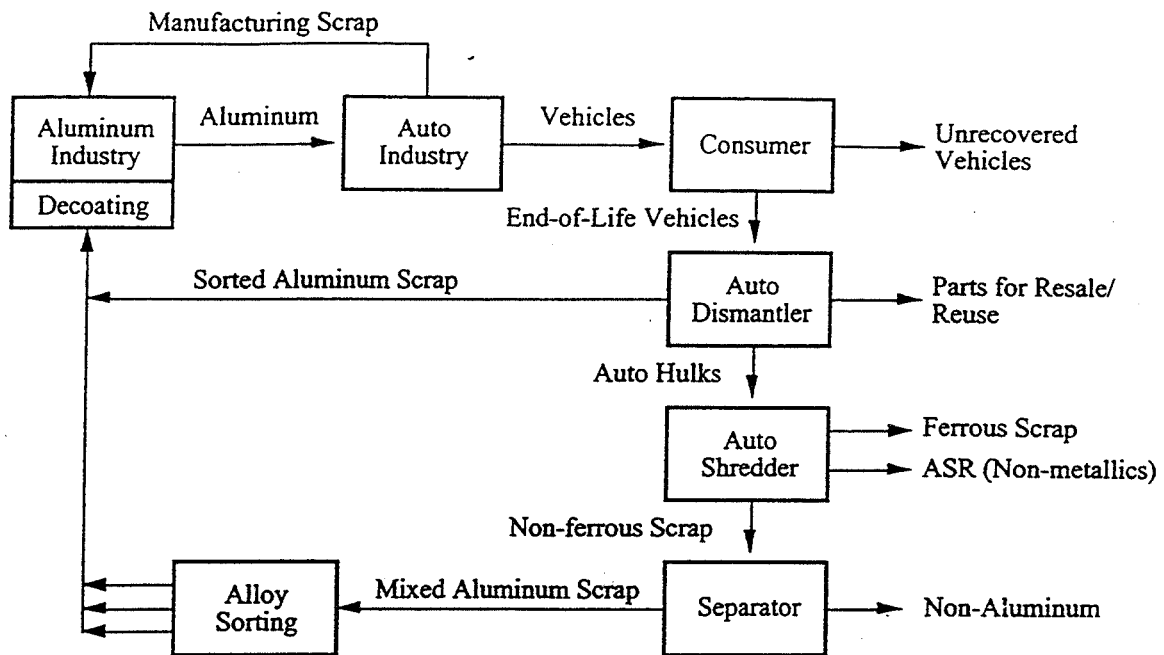 Manufacturing Scrap
Aluminum
Industry
Decoating
Aluminum
Auto
Industry
Vehicles
Consumer
Unrecovered
Vehicles
End-of-Life Vehicles
Sorted Aluminum Scrap
Auto
Dismantler
Parts for Resale/
Reuse
Auto Hulks
Auto
Shredder
Ferrous Scrap
ASR (Non-metallics)
Non-ferrous Scrap
Alloy
Sorting
Mixed Aluminum Scrap
Separator
Non-Aluminum